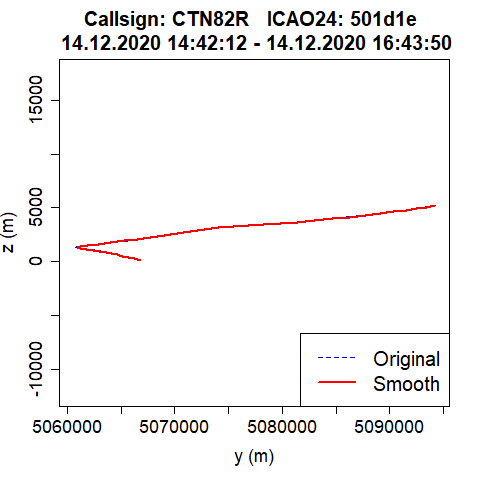 Callsign: CTN82R   ICAO24: 501d1e
14.12.2020 14:42:12 - 14.12.2020 16:43:50
z (m)
15000
5000
0
-10000
Original
Smooth
5060000
5070000
5080000
5090000
y (m)